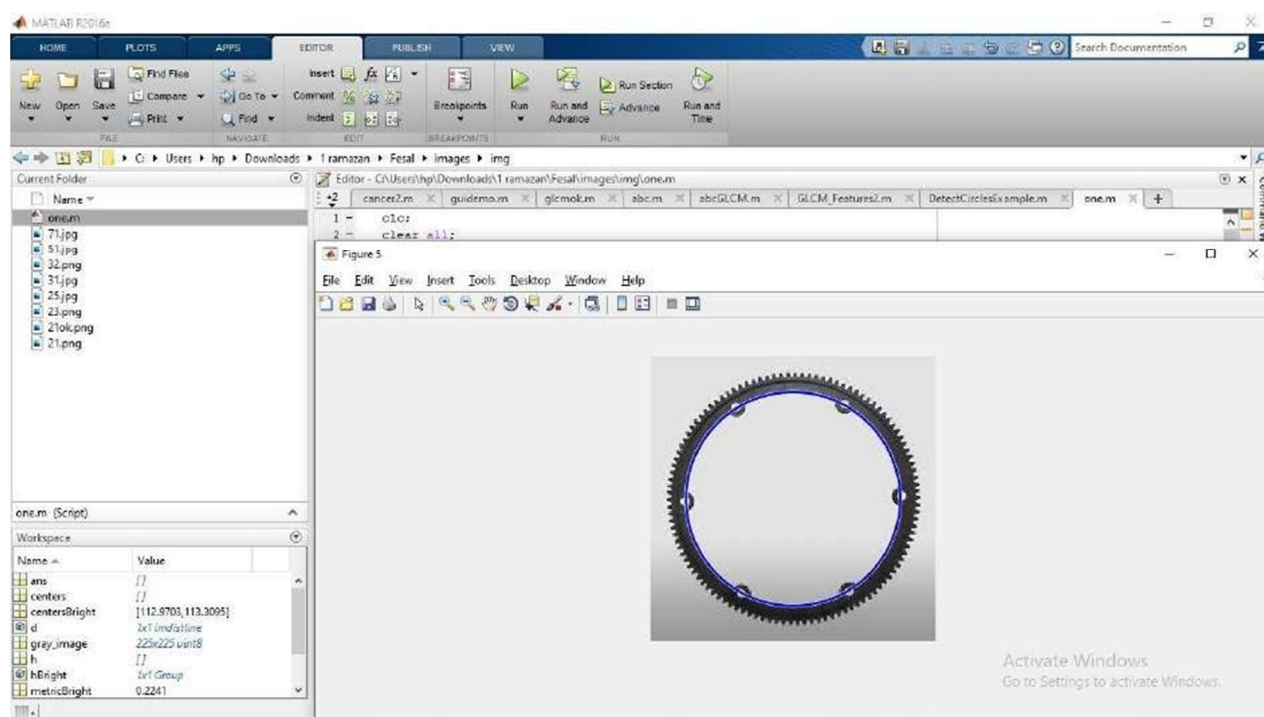 MATLAB R2016a
HOME PLOTS APPS EDITOR PUBLISH VIEW Search Documentation
New Open Save Find Files Compare Print Go To Find Insert Comment Indent fx Breakpoints Run Run and Advance Run Section Advance Run and Time
FILE NAVIGATE EDIT BREAKPOINTS RUN
C: Users hp Downloads 1 ramazan Fesal images img
Current Folder
Editor - C:\Users\hp\Downloads\1 ramazan\Fesal\images\img\one.m
Name
+2 cancer2.m guidemo.m glcmok.m abc.m abcGLCM.m GLCM_Features2.m DetectCirclesExample.m one.m +
one.m
71.jpg
51.jpg
32.png
31.jpg
25.jpg
23.png
21ok.png
21.png
1 - clc;
2 - clear all;
Figure 5
File Edit View Insert Tools Desktop Window Help
one.m (Script)
Workspace
Name Value
ans []
centers []
centersBright [112.9703,113.3095]
d 1x1 imdistline
gray_image 225x225 uint8
h []
hBright 1x1 Group
metricBright 0.2241
Activate Windows
Go to Settings to activate Windows.